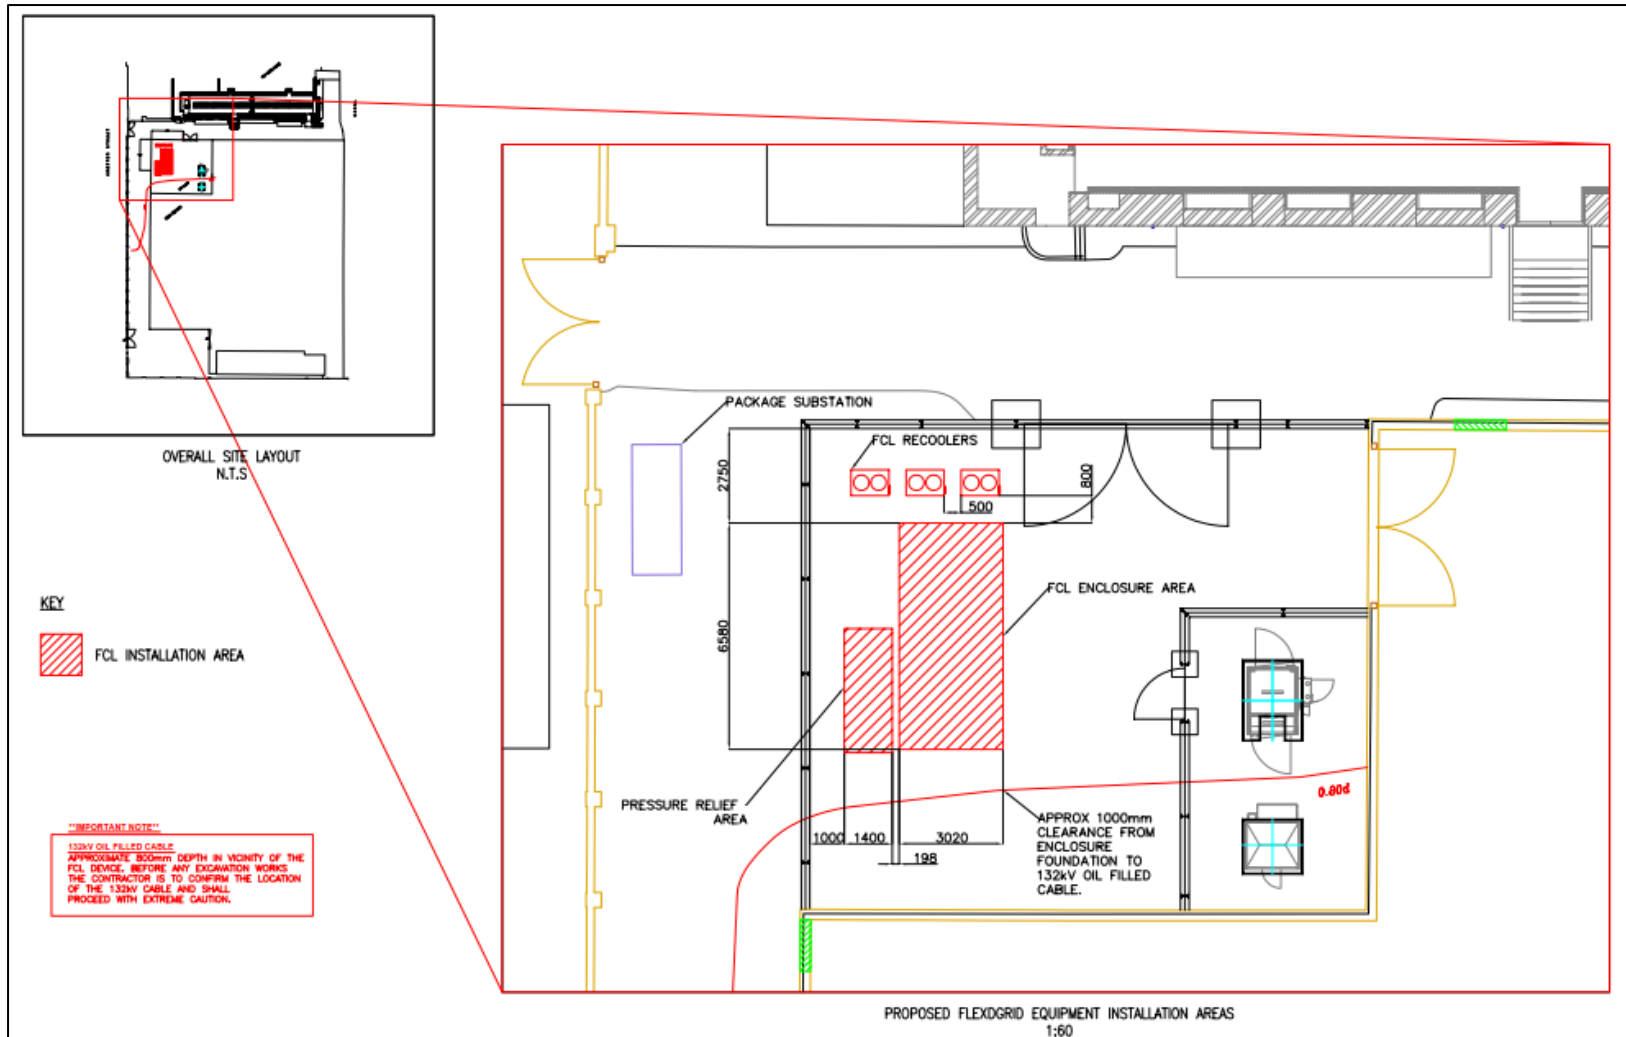 OVERALL SITE LAYOUT
N.T.S
KEY
FCL INSTALLATION AREA
"IMPORTANT NOTE"
132kV OIL FILLED CABLE
APPROXIMATE 800mm DEPTH IN VICINITY OF THE
FCL DEVICE. BEFORE ANY EXCAVATION WORKS
THE CONTRACTOR IS TO CONFIRM THE LOCATION
OF THE 132kV CABLE AND SHALL
PROCEED WITH EXTREME CAUTION.
PACKAGE SUBSTATION
FCL RECOOLERS
2750
800
500
FCL ENCLOSURE AREA
6580
PRESSURE RELIEF
AREA
1000
1400
3020
198
APPROX 1000mm
CLEARANCE FROM
ENCLOSURE
FOUNDATION TO
132kV OIL FILLED
CABLE.
PROPOSED FLEXDGRID EQUIPMENT INSTALLATION AREAS
1:60